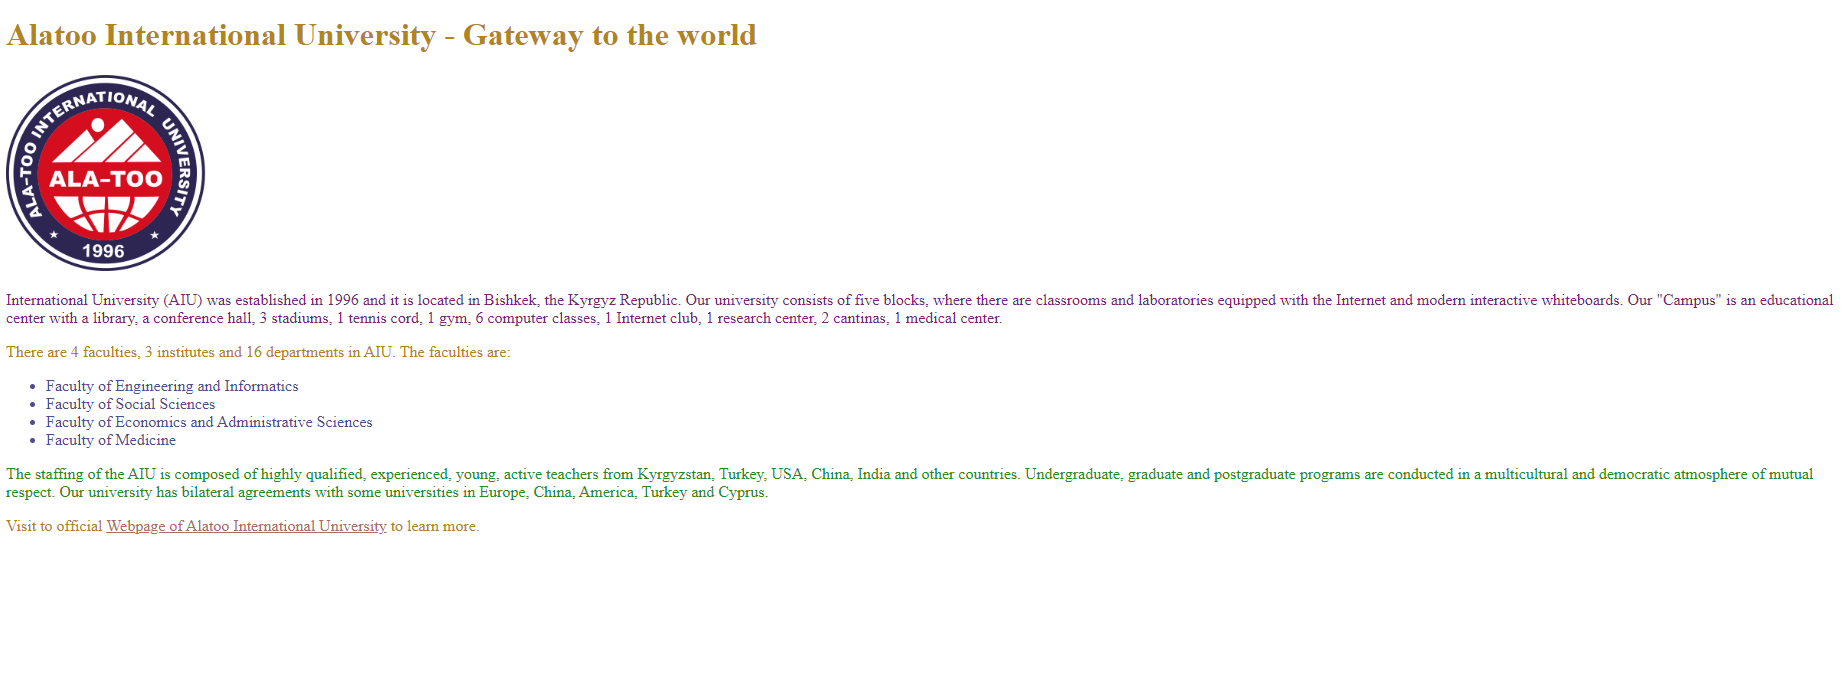 Alatoo International University - Gateway to the world
ALA-TOO INTERNATIONAL UNIVERSITY
ALA-TOO
1996
International University (AIU) was established in 1996 and it is located in Bishkek, the Kyrgyz Republic. Our university consists of five blocks, where there are classrooms and laboratories equipped with the Internet and modern interactive whiteboards. Our "Campus" is an educational
center with a library, a conference hall, 3 stadiums, 1 tennis cord, 1 gym, 6 computer classes, 1 Internet club, 1 research center, 2 cantinas, 1 medical center.
There are 4 faculties, 3 institutes and 16 departments in AIU. The faculties are:
• Faculty of Engineering and Informatics
• Faculty of Social Sciences
• Faculty of Economics and Administrative Sciences
• Faculty of Medicine
The staffing of the AIU is composed of highly qualified, experienced, young, active teachers from Kyrgyzstan, Turkey, USA, China, India and other countries. Undergraduate, graduate and postgraduate programs are conducted in a multicultural and democratic atmosphere of mutual
respect. Our university has bilateral agreements with some universities in Europe, China, America, Turkey and Cyprus.
Visit to official Webpage of Alatoo International University to learn more.